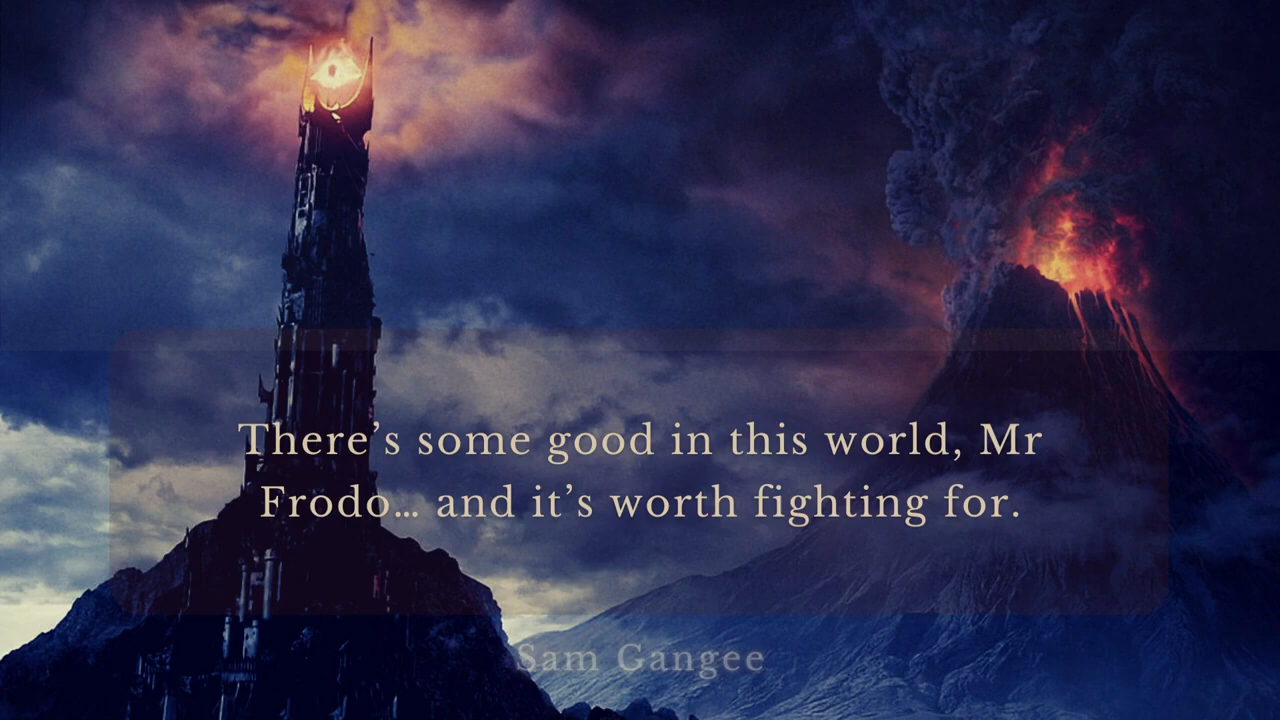 There’s some good in this world, Mr
Frodo… and it’s worth fighting for.
Sam Gangee